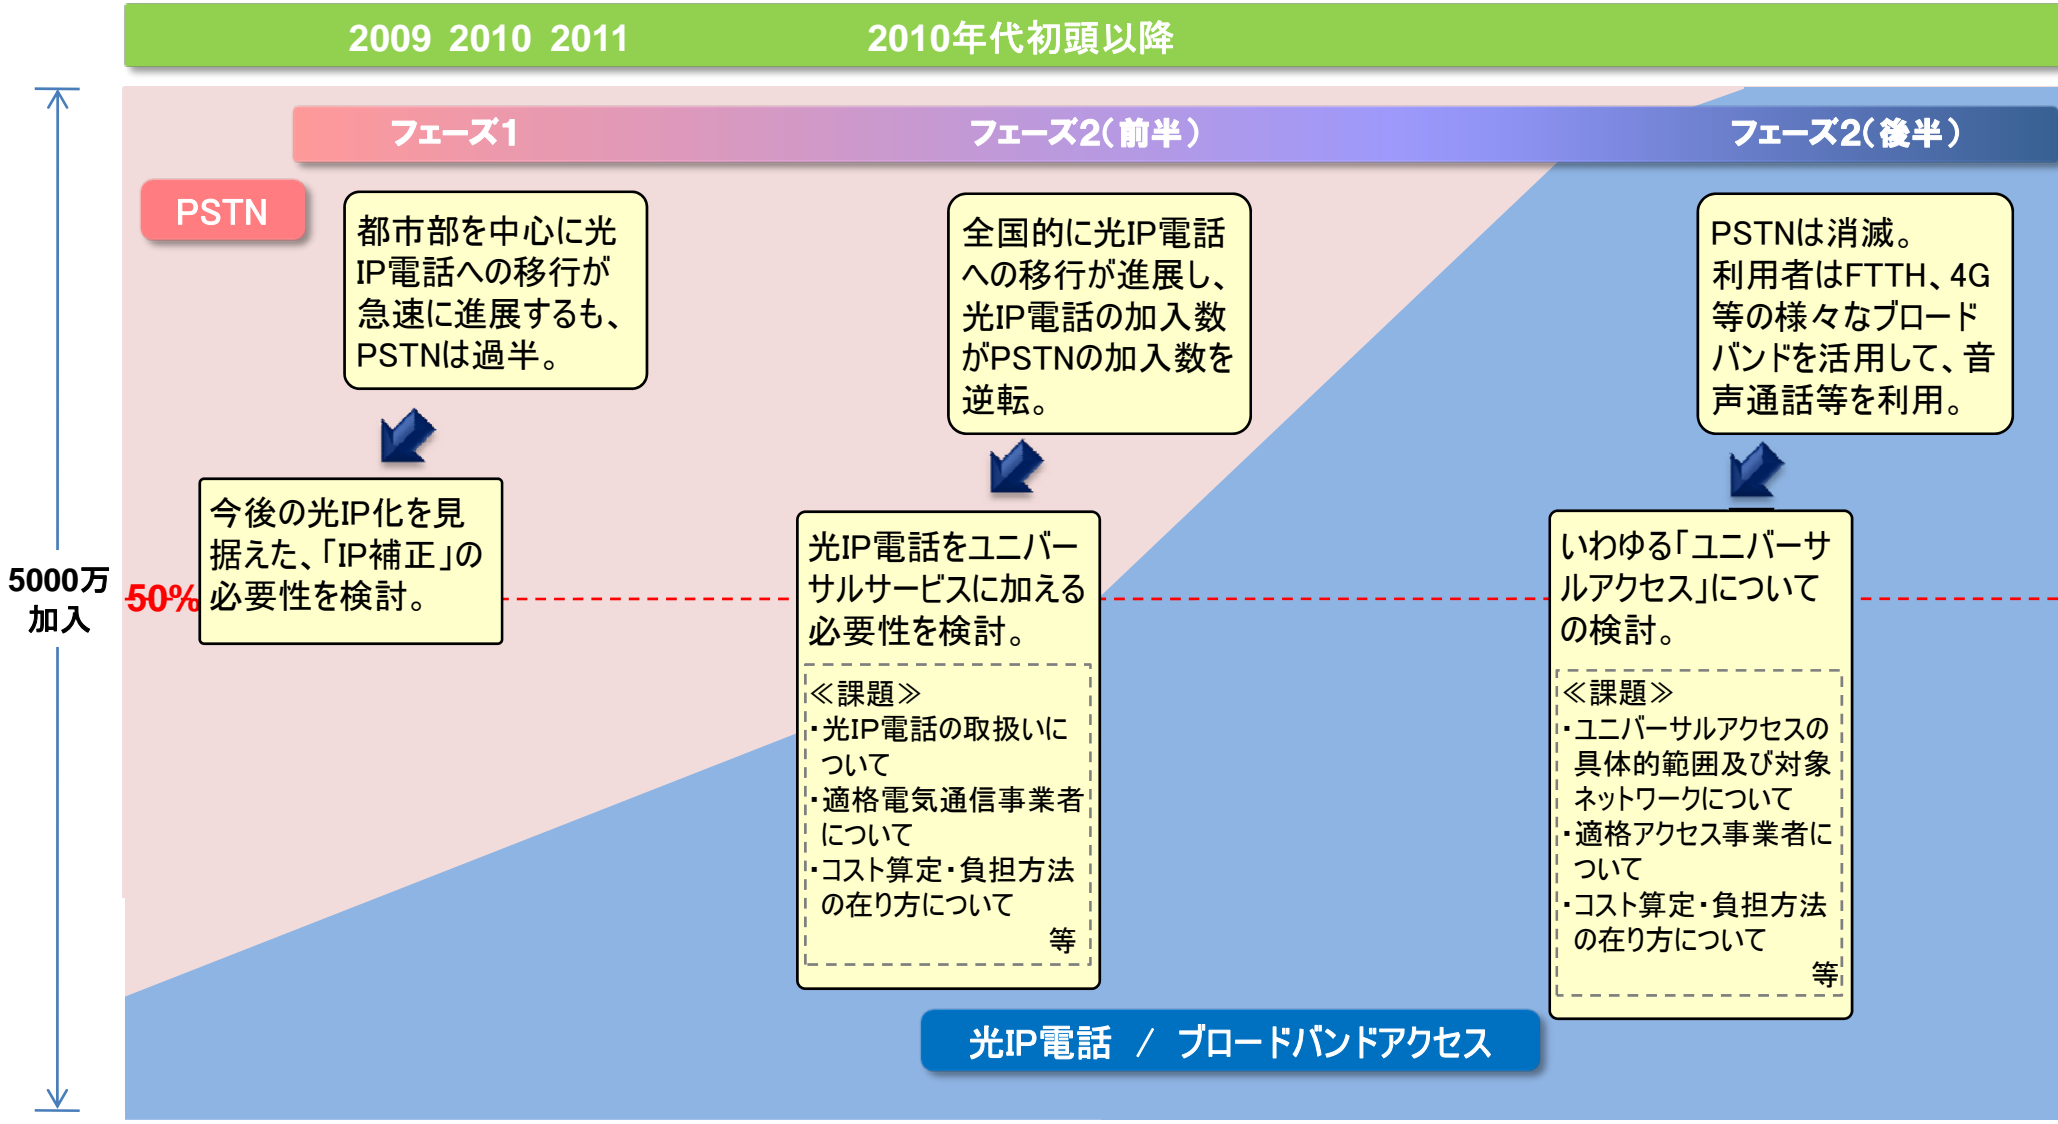 2009 2010 2011
2010年代初頭以降
フェーズ1
フェーズ2(前半)
フェーズ2(後半)
PSTN
都市部を中心に光
IP電話への移行が
急速に進展するも、
PSTNは過半。
全国的に光IP電話
への移行が進展し、
光IP電話の加入数
がPSTNの加入数を
逆転。
PSTNは消滅。
利用者はFTTH、4G
等の様々なブロード
バンドを活用して、音
声通話等を利用。
5000万
加入
50%
今後の光IP化を見
据えた、「IP補正」の
必要性を検討。
光IP電話をユニバー
サルサービスに加える
必要性を検討。
≪課題≫
・光IP電話の取扱いに
ついて
・適格電気通信事業者
について
・コスト算定・負担方法
の在り方について
等
いわゆる「ユニバーサ
ルアクセス」について
の検討。
≪課題≫
・ユニバーサルアクセスの
具体的範囲及び対象
ネットワークについて
・適格アクセス事業者に
ついて
・コスト算定・負担方法
の在り方について
等
光IP電話 / ブロードバンドアクセス